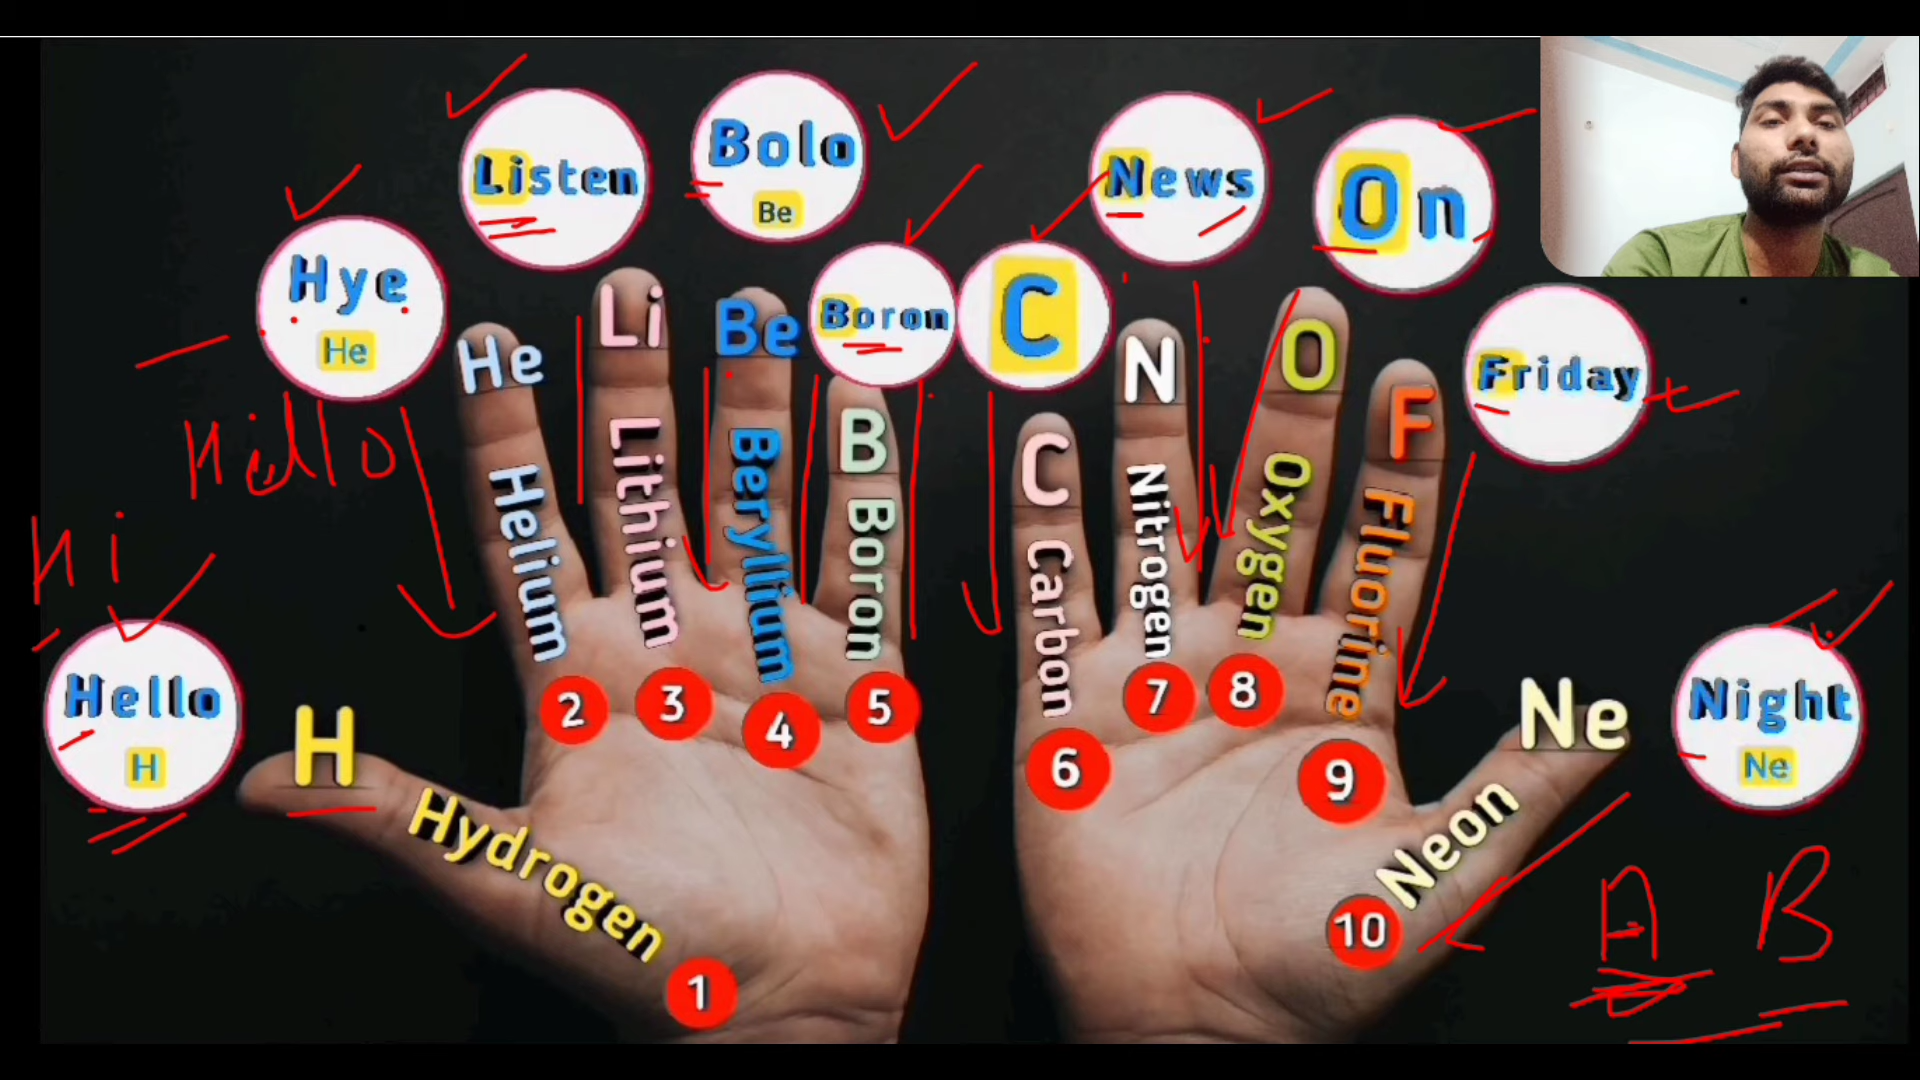 Listen
Bolo
Be
News
On
Hye
He
Boron
C
Friday
He
Li
Be
B
C
N
O
F
Helium
Lithium
Beryllium
Boron
Carbon
Nitrogen
Oxygen
Fluorine
Hello
Hi
Hello
H
H
Hydrogen
1
2
3
4
5
6
7
8
9
10
Ne
Neon
Night
Ne
A B